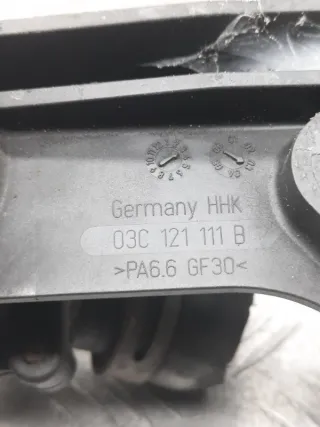 Germany HHK
03C 121 111 B
>PA6.6 GF30<